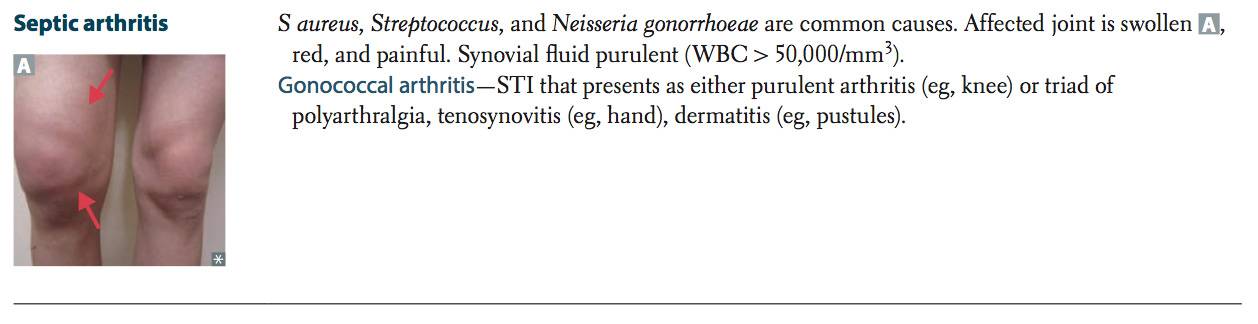 Septic arthritis
A
*
S aureus, Streptococcus, and Neisseria gonorrhoeae are common causes. Affected joint is swollen A,
red, and painful. Synovial fluid purulent (WBC > 50,000/mm³).
Gonococcal arthritis—STI that presents as either purulent arthritis (eg, knee) or triad of
polyarthralgia, tenosynovitis (eg, hand), dermatitis (eg, pustules).